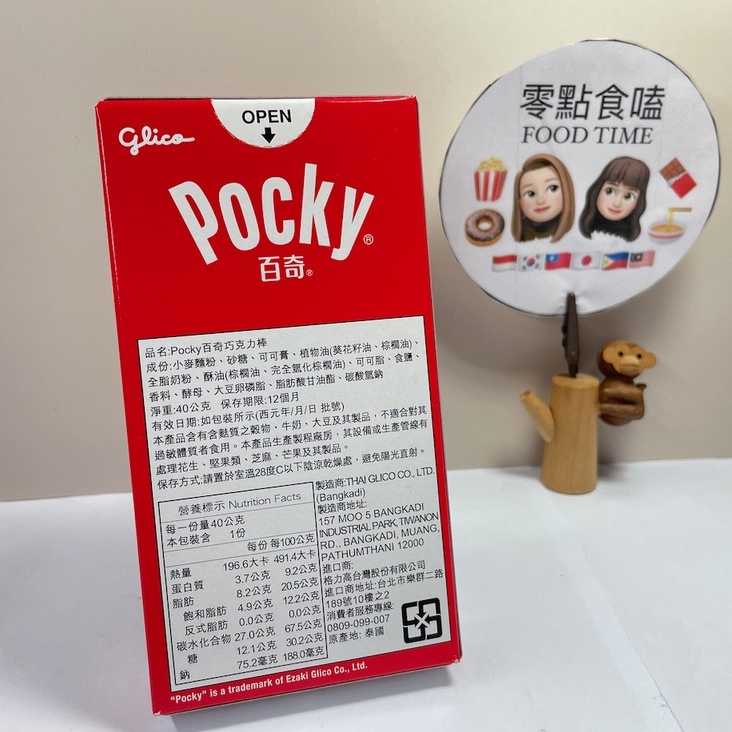 OPEN
Glico
Pocky®
百奇®
品名:Pocky百奇巧克力棒
成份:小麥麵粉、砂糖、可可膏、植物油(葵花籽油、棕櫚油)、
全脂奶粉、酥油(棕櫚油、完全氫化棕櫚油)、可可脂、食鹽、
香料、酵母、大豆卵磷脂、脂肪酸甘油酯、碳酸氫鈉
淨重:40公克 保存期限:12個月
有效日期:如包裝所示(西元年/月/日 批號)
本產品含有含麩質之穀物、牛奶、大豆及其製品，不適合對其
過敏體質者食用。本產品生產製程廠房，其設備或生產管線有
處理花生、堅果類、芝麻、芒果及其製品。
保存方式:請置於室溫28度C以下陰涼乾燥處，避免陽光直射。
營養標示 Nutrition Facts
每一份量40公克
本包裝含 1份
每份 每100公克
熱量 196.6大卡 491.4大卡
蛋白質 3.7公克 9.2公克
脂肪 8.2公克 20.5公克
飽和脂肪 4.9公克 12.2公克
反式脂肪 0.0公克 0.0公克
碳水化合物 27.0公克 67.5公克
糖 12.1公克 30.2公克
鈉 75.2毫克 188.0毫克
製造商:THAI GLICO CO., LTD.
(Bangkadi)
製造商地址:
157 MOO 5 BANGKADI
INDUSTRIAL PARK, TIWANON
RD., BANGKADI, MUANG,
PATHUMTHANI 12000
進口商:
格力高台灣股份有限公司
進口商地址:台北市樂群二路
189號10樓之2
消費者服務專線:
0809-099-007
原產地: 泰國
"Pocky" is a trademark of Ezaki Glico Co., Ltd.
零點食嗑
FOOD TIME